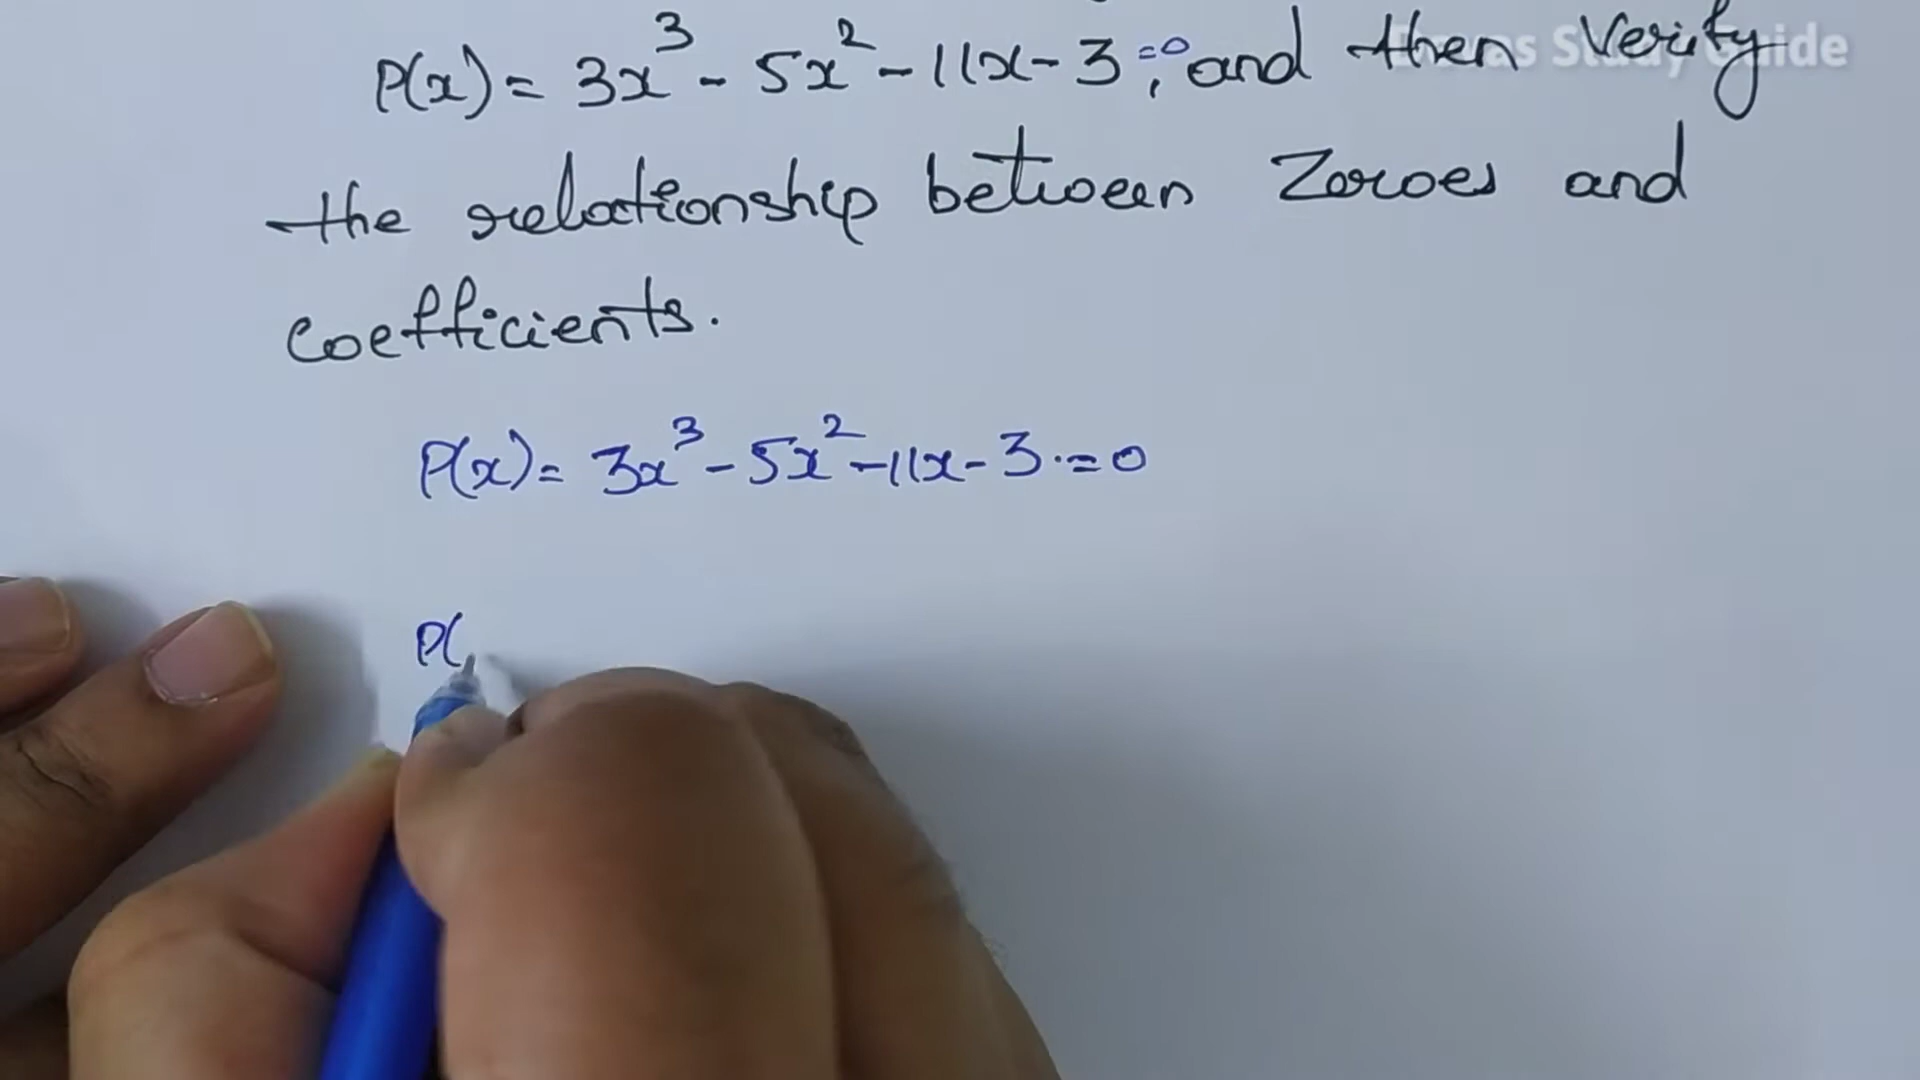 P(x) = 3x³ - 5x² - 11x - 3 =0, and then Verify
the relationship between Zeroes and
coefficients.
P(x) = 3x³ - 5x² - 11x - 3 . = 0
P(